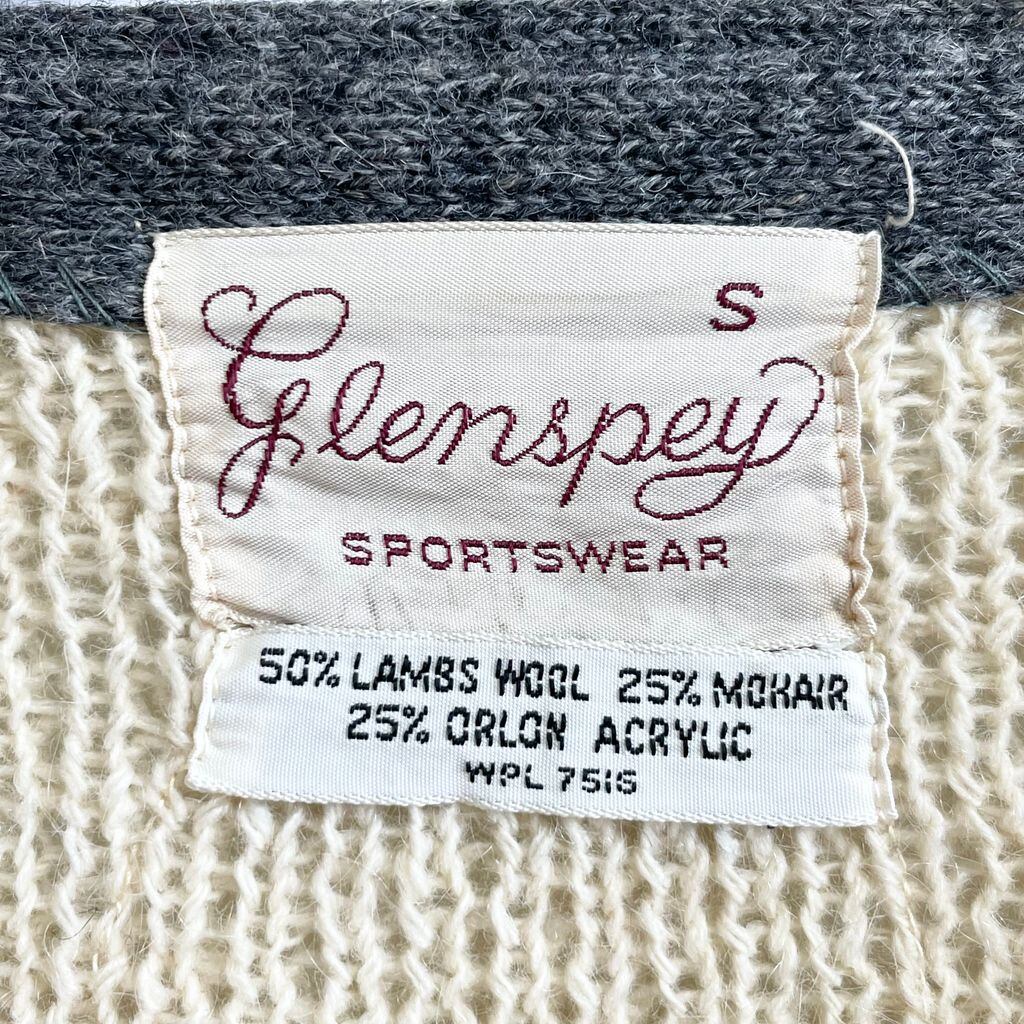 S
Glenspey
SPORTSWEAR
50% LAMBS WOOL 25% MOHAIR
25% ORLON ACRYLIC
WPL 7516